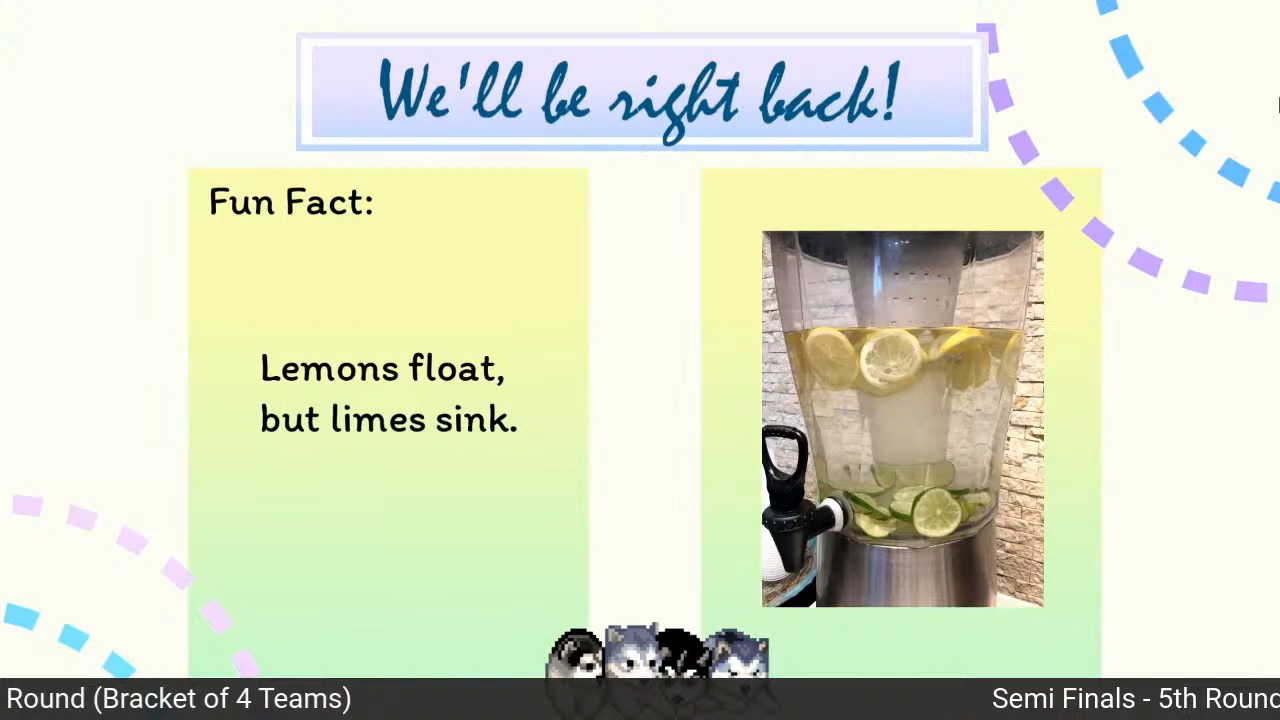 We'll be right back!
Fun Fact:
Lemons float,
but limes sink.
Round (Bracket of 4 Teams)
Semi Finals - 5th Round